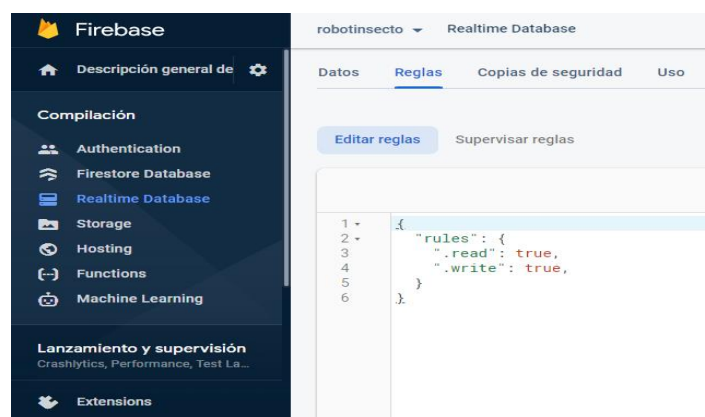 Firebase
Descripción general de
Compilación
Authentication
Firestore Database
Realtime Database
Storage
Hosting
Functions
Machine Learning
Lanzamiento y supervisión
Crashlytics, Performance, Test La...
Extensions
robotinsecto Realtime Database
Datos Reglas Copias de seguridad Uso
Editar reglas Supervisar reglas
1 {
2 "rules": {
3 ".read": true,
4 ".write": true,
5 }
6 }